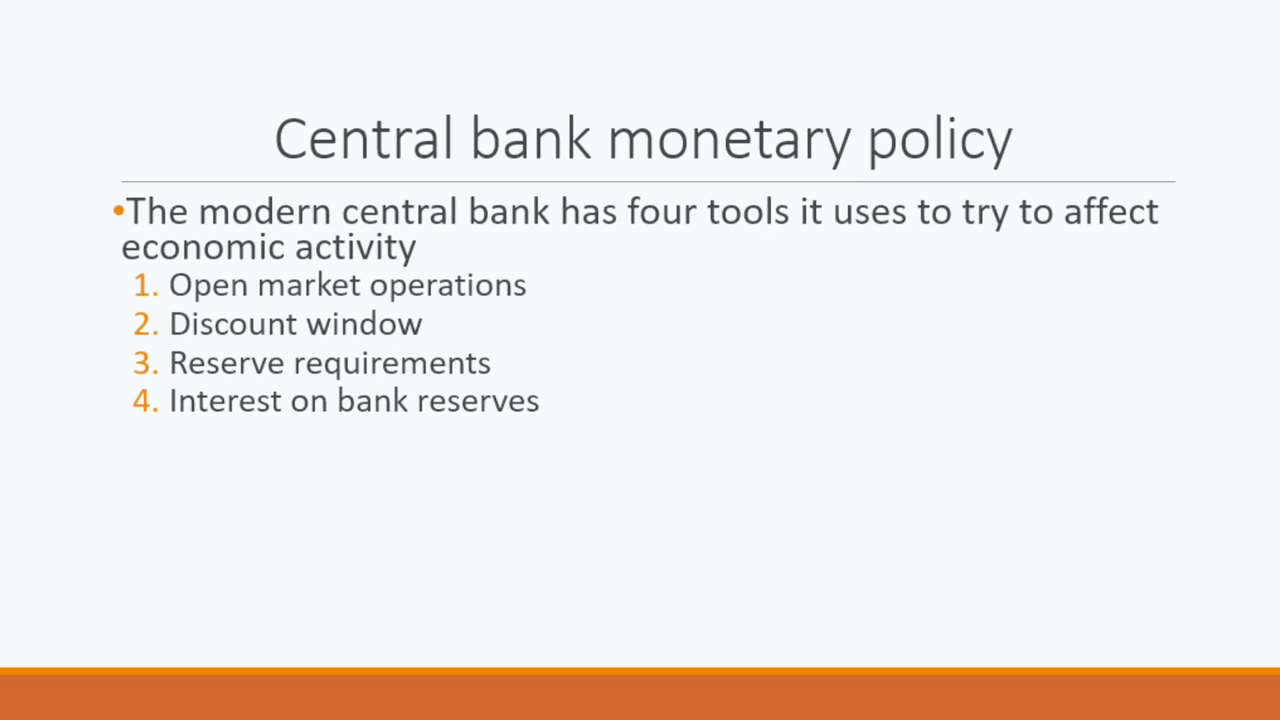 Central bank monetary policy
•The modern central bank has four tools it uses to try to affect
economic activity
1. Open market operations
2. Discount window
3. Reserve requirements
4. Interest on bank reserves